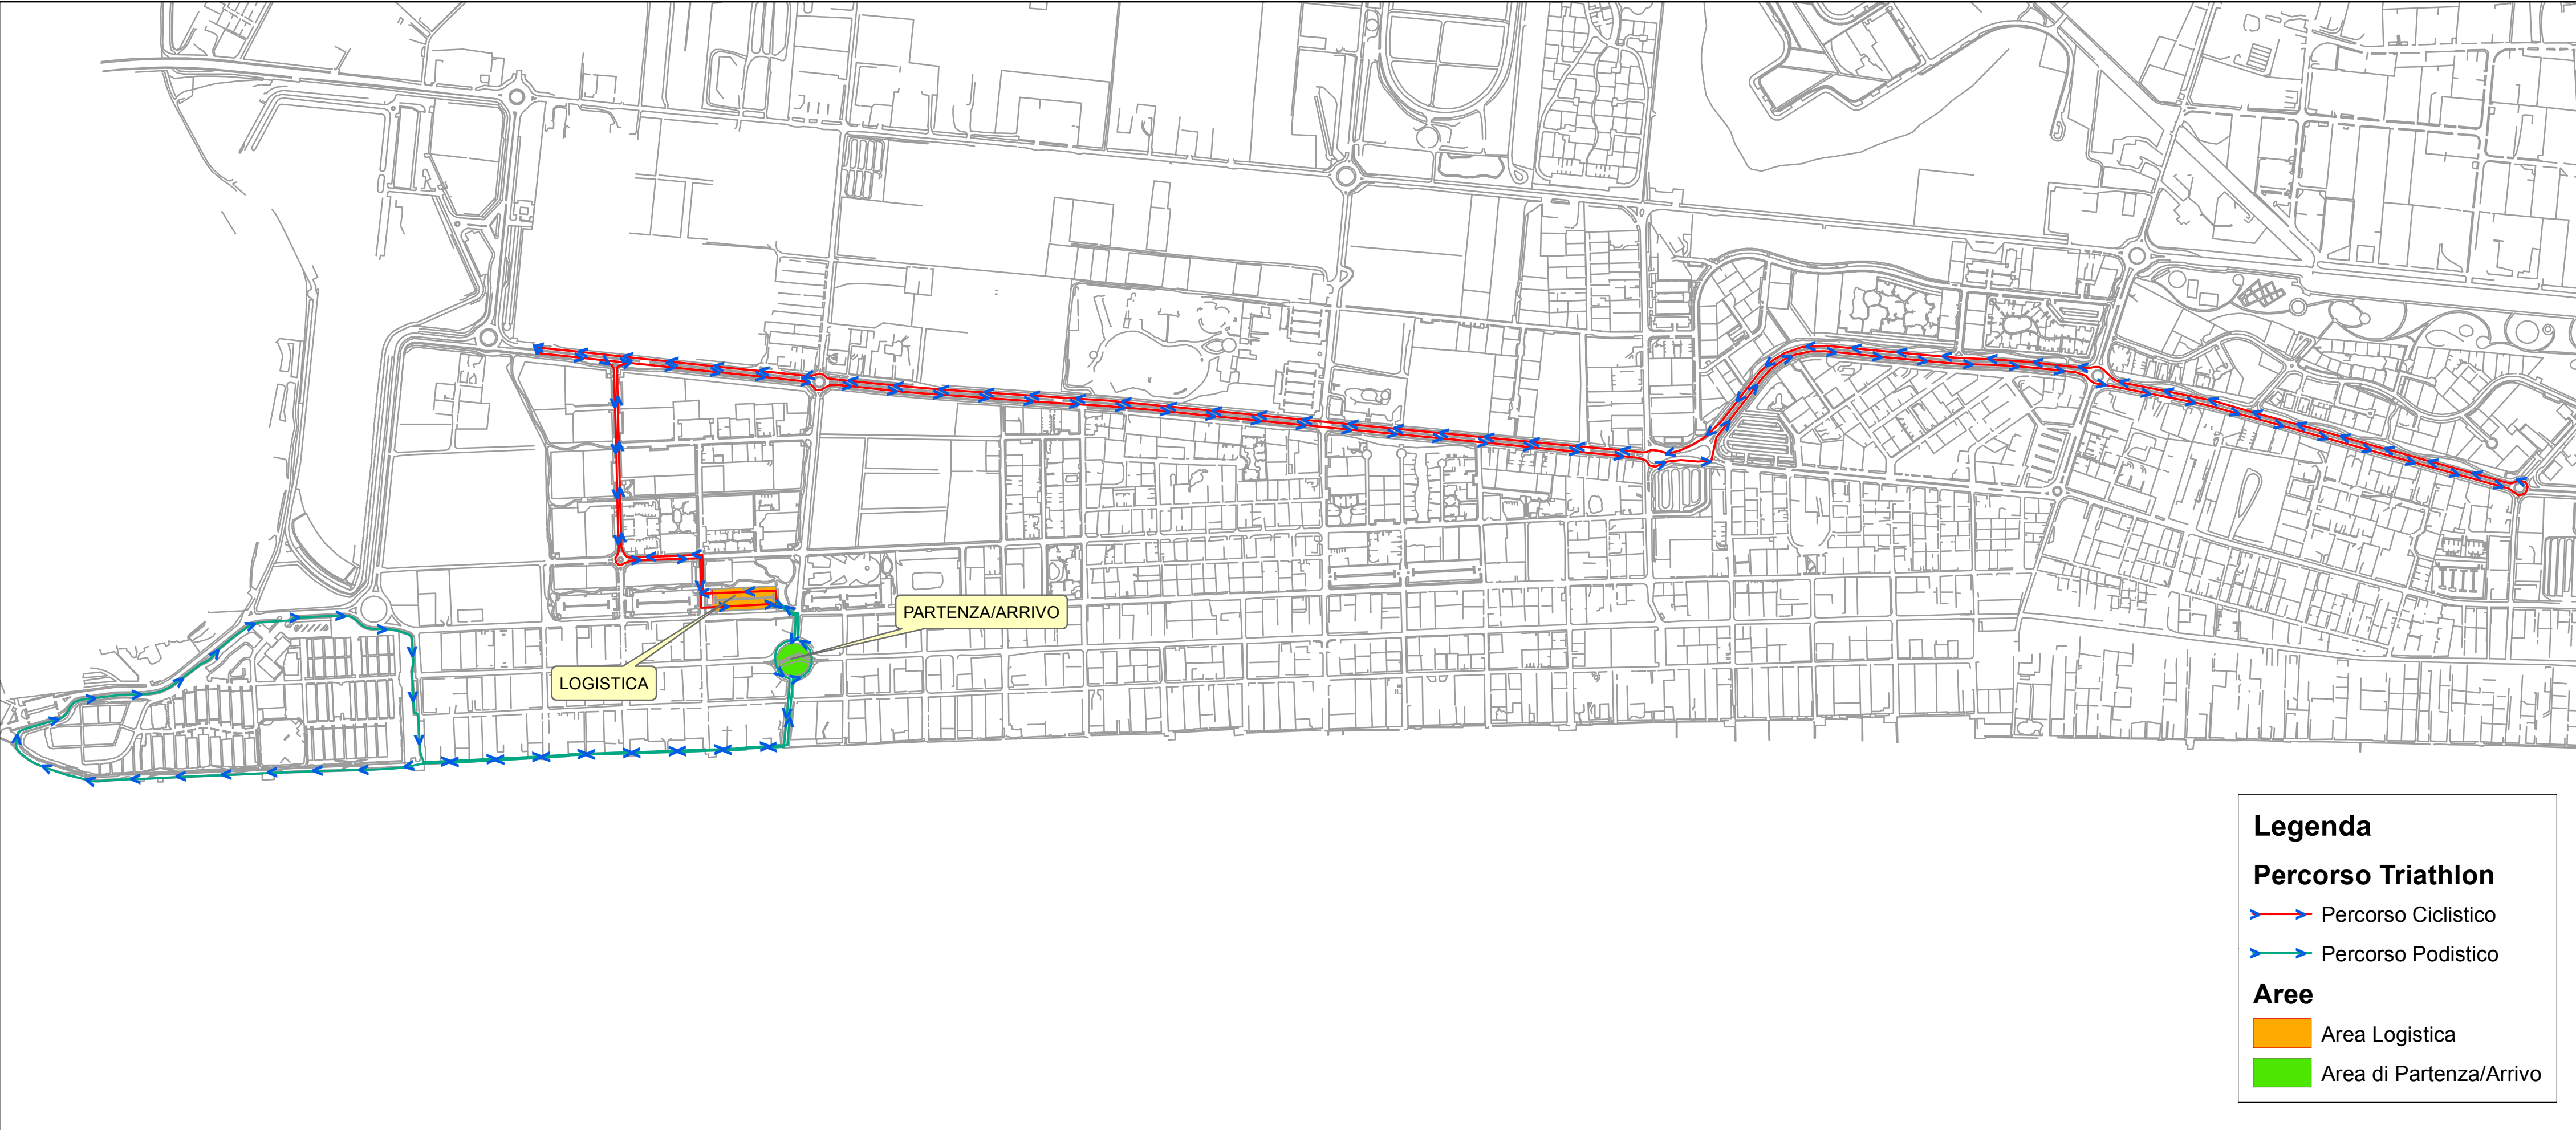 PARTENZA/ARRIVO
LOGISTICA
Legenda
Percorso Triathlon
Percorso Ciclistico
Percorso Podistico
Aree
Area Logistica
Area di Partenza/Arrivo